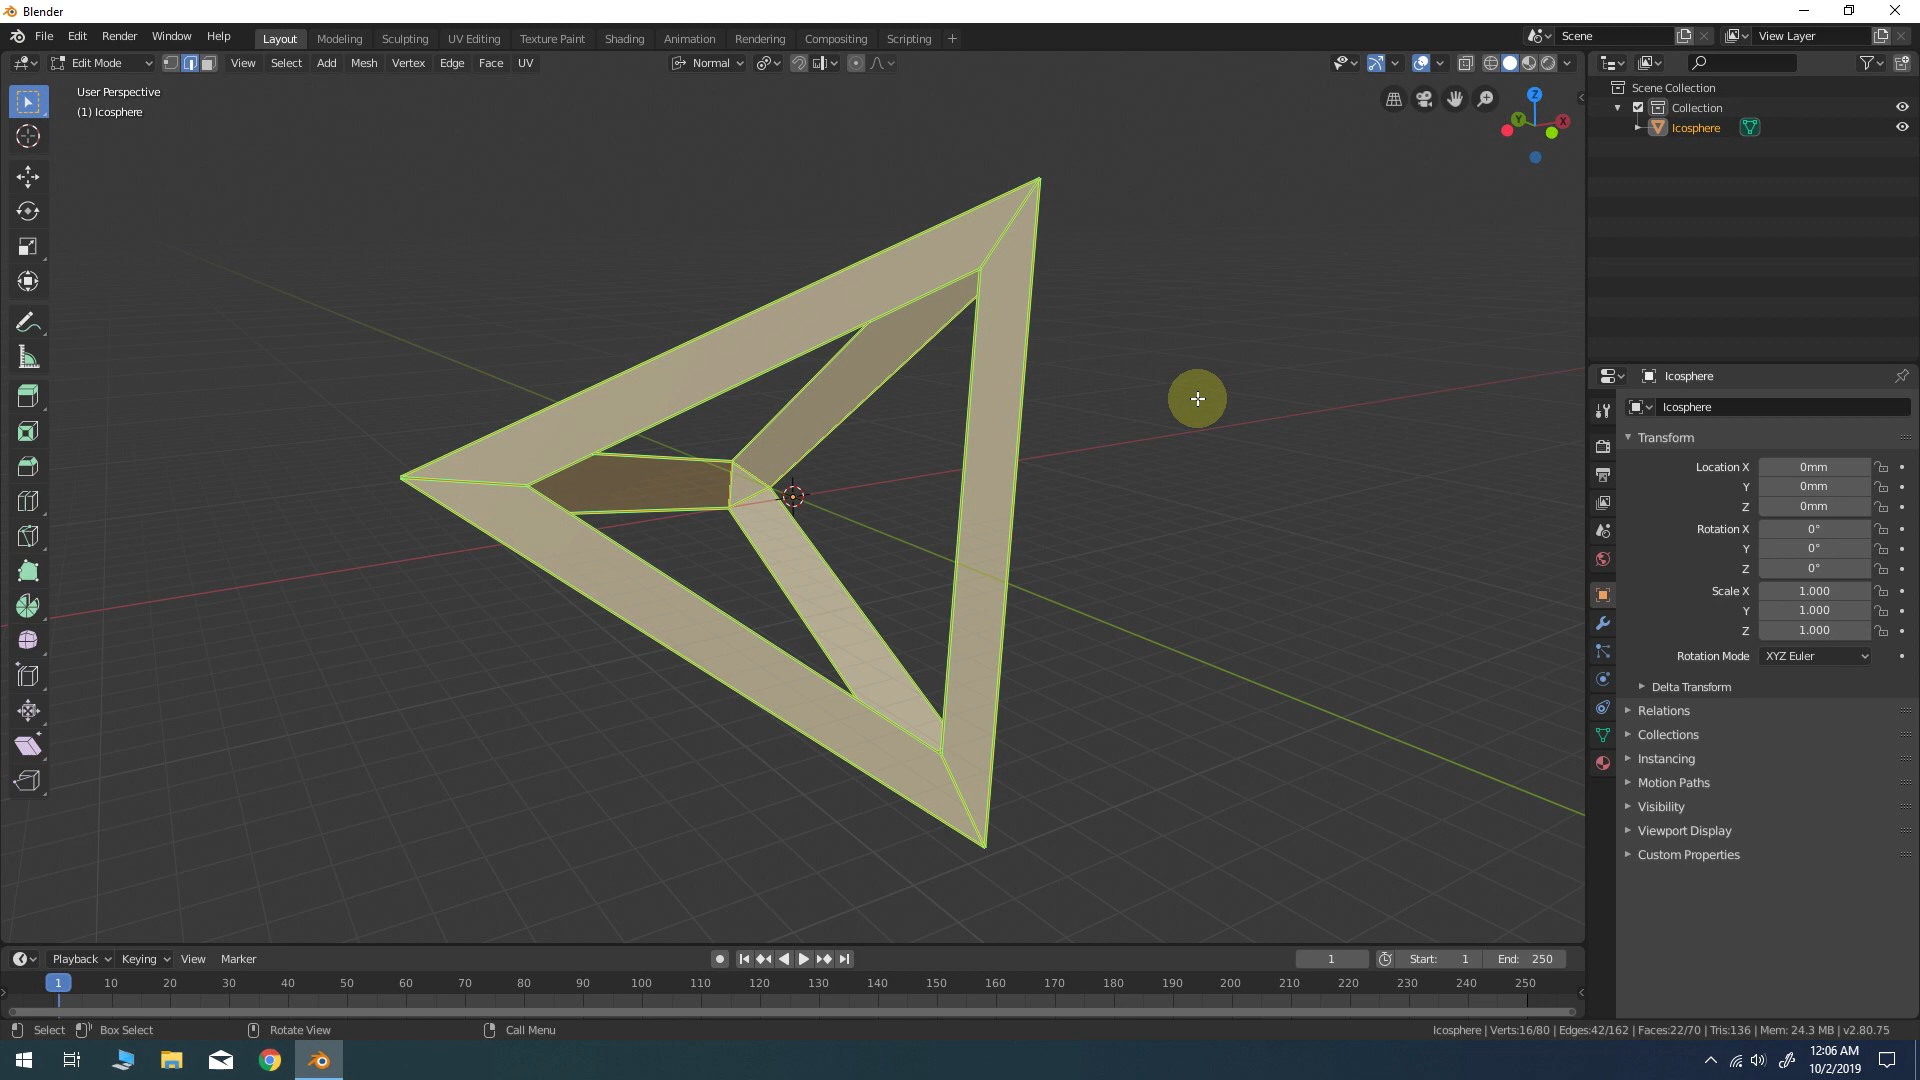 Blender
File Edit Render Window Help Layout Modeling Sculpting UV Editing Texture Paint Shading Animation Rendering Compositing Scripting + Scene View Layer
Edit Mode View Select Add Mesh Vertex Edge Face UV Normal
User Perspective
(1) Icosphere
Z
Y
X
Scene Collection
Collection
Icosphere
Icosphere
Icosphere
Transform
Location X 0mm
Y 0mm
Z 0mm
Rotation X 0°
Y 0°
Z 0°
Scale X 1.000
Y 1.000
Z 1.000
Rotation Mode XYZ Euler
Delta Transform
Relations
Collections
Instancing
Motion Paths
Visibility
Viewport Display
Custom Properties
Playback Keying View Marker 1 Start: 1 End: 250
1 10 20 30 40 50 60 70 80 90 100 110 120 130 140 150 160 170 180 190 200 210 220 230 240 250
Select Box Select Rotate View Call Menu Icosphere | Verts:16/80 | Edges:42/162 | Faces:22/70 | Tris:136 | Mem: 24.3 MB | v2.80.75
12:06 AM
10/2/2019